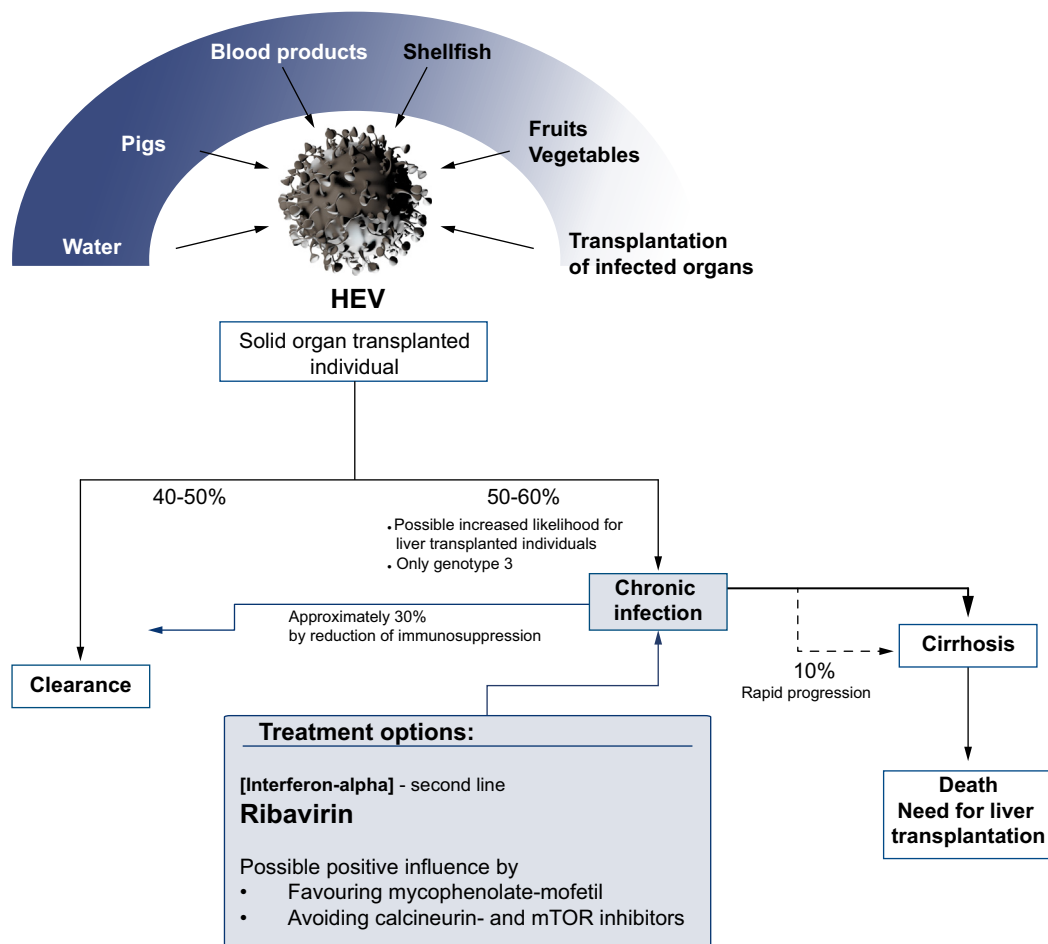 Blood products
Shellfish
Pigs
Fruits
Vegetables
Water
Transplantation
of infected organs
HEV
Solid organ transplanted
individual
40-50%
50-60%
• Possible increased likelihood for
liver transplanted individuals
• Only genotype 3
Chronic
infection
Approximately 30%
by reduction of immunosuppression
Cirrhosis
Clearance
10%
Rapid progression
Treatment options:
[Interferon-alpha] - second line
Ribavirin
Possible positive influence by
• Favouring mycophenolate-mofetil
• Avoiding calcineurin- and mTOR inhibitors
Death
Need for liver
transplantation